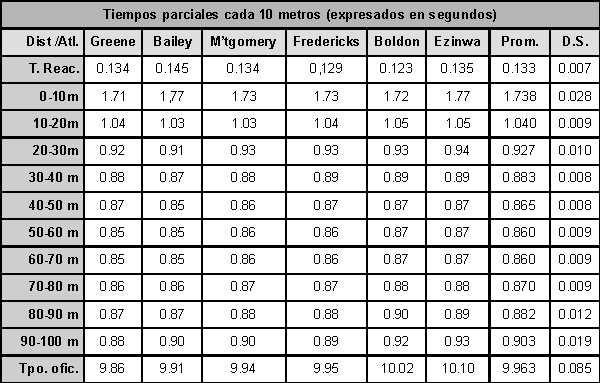 Tiempos parciales cada 10 metros (expresados en segundos)
Dist /Atl. Greene Bailey M'tgomery Fredericks Boldon Ezinwa Prom. D.S.
T. Reac. 0.134 0.145 0.134 0,129 0.123 0.135 0.133 0.007
0-10m 1.71 1,77 1.73 1.73 1.72 1.77 1.738 0.028
10-20m 1.04 1.03 1.03 1.04 1.05 1.05 1.040 0.009
20-30m 0.92 0.91 0.93 0.93 0.93 0.94 0.927 0.010
30-40 m 0.88 0.87 0.88 0.89 0.89 0.89 0.883 0.008
40-50 m 0.87 0.85 0.86 0.87 0.87 0.87 0.865 0.008
50-60 m 0.85 0.85 0.86 0.86 0.87 0.87 0.860 0.009
60-70 m 0.85 0.85 0.86 0.86 0.87 0.87 0.860 0.009
70-80 m 0.86 0.86 0.87 0.87 0.88 0.88 0.870 0.009
80-90 m 0.87 0.87 0.88 0.88 0.90 0.89 0.882 0.012
90-100 m 0.88 0.90 0.90 0.89 0.92 0.93 0.903 0.019
Tpo. ofic. 9.86 9.91 9.94 9.95 10.02 10.10 9.963 0.085